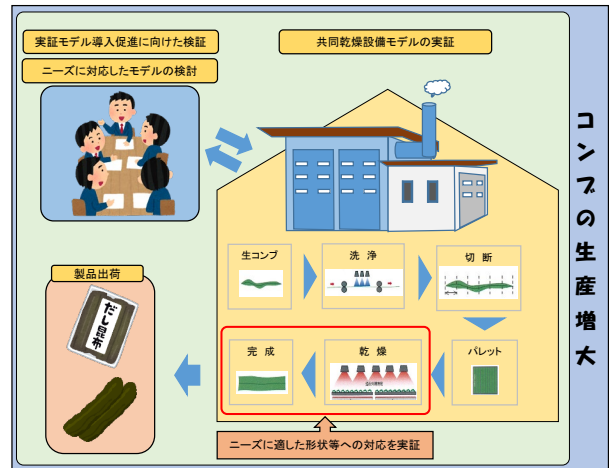 実証モデル導入促進に向けた検証
ニーズに対応したモデルの検討
共同乾燥設備モデルの実証
生コンブ
洗浄
切断
パレット
乾燥
完成
ニーズに適した形状等への対応を実証
製品出荷
だし昆布
コンブの生産増大